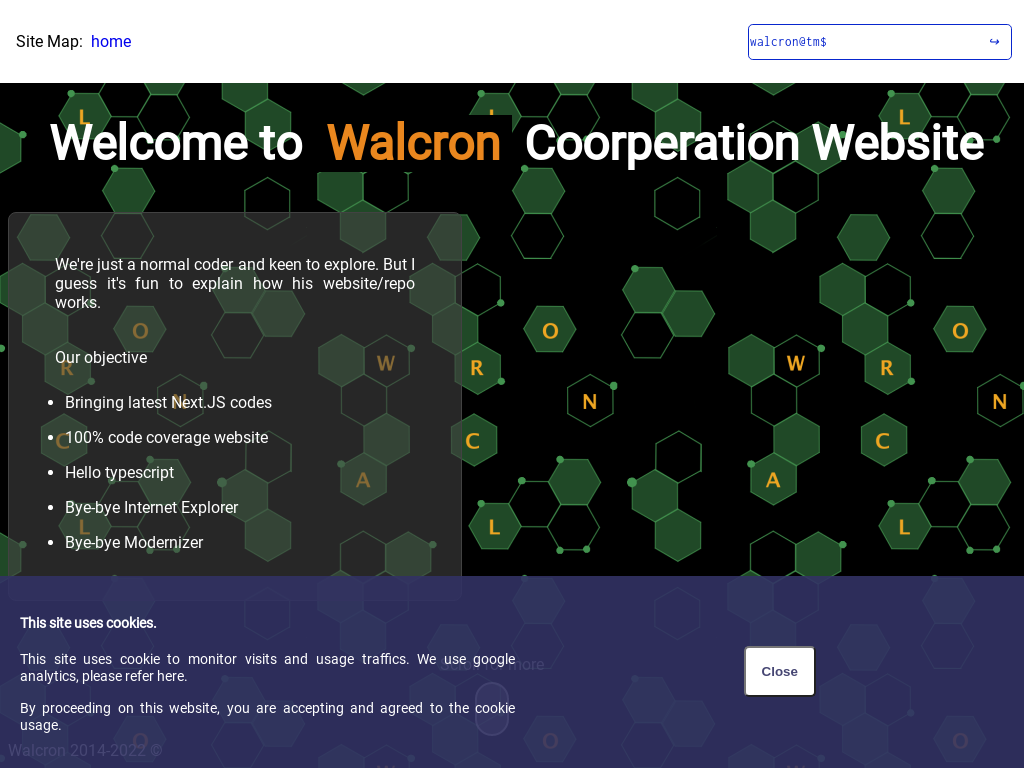 Site Map: home
walcron@tm$ ↪
Welcome to Walcron Coorperation Website
We're just a normal coder and keen to explore. But I
guess it's fun to explain how his website/repo
works.
Our objective
• Bringing latest Next.JS codes
• 100% code coverage website
• Hello typescript
• Bye-bye Internet Explorer
• Bye-bye Modernizer
L
L
L
O
O
O
R
R
R
W
W
N
N
N
C
C
C
A
A
L
L
L
This site uses cookies.
This site uses cookie to monitor visits and usage traffic. We use google
analytics, please refer here.
By proceeding on this website, you are accepting and agreed to the cookie
usage.
Close
O
O
O
Walcron 2014-2022 ©